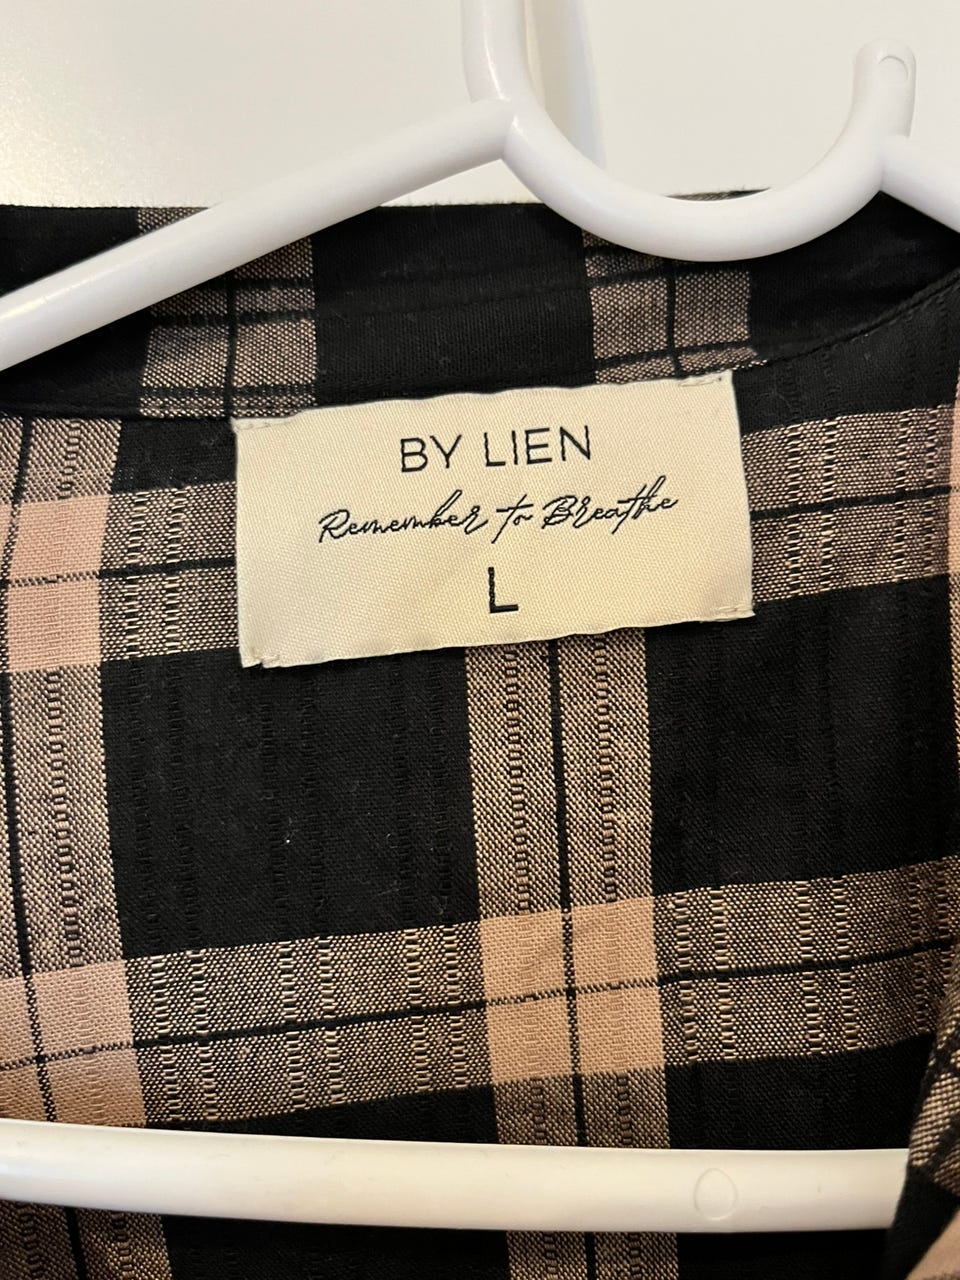 BY LIEN
Remember to Breathe
L